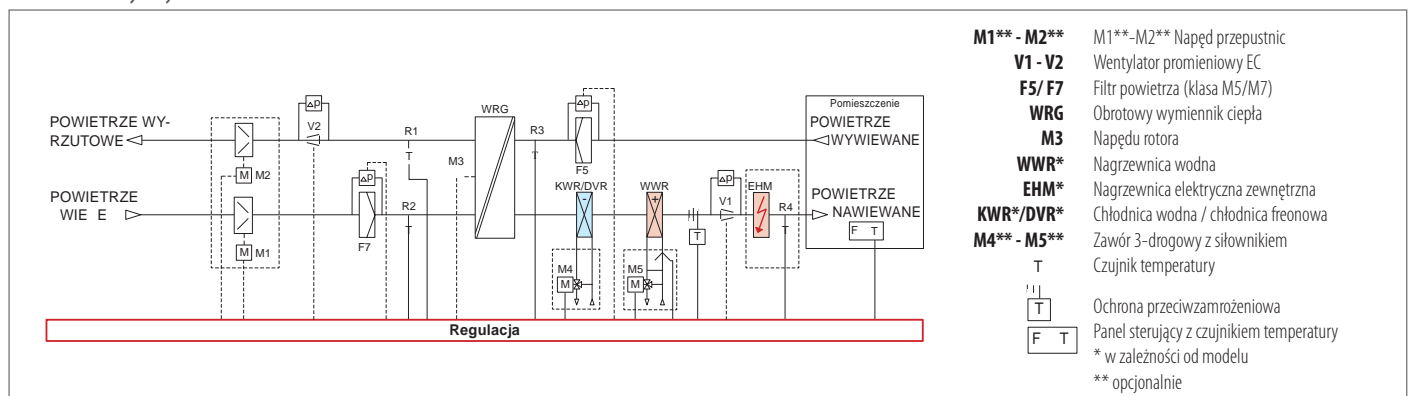 POWIETRZE WY-
RZUTOWE
POWIETRZE
WIE E
M M2
M M1
V2
Δp
Δp
F7
R1
T
R2
T
M3
WRG
R3
T
Δp
F5
KWR/DVR
-
M4
M
WWR
+
M5
M
T
Δp
V1
EHM
R4
T
Pomieszczenie
POWIETRZE
WYWIEWANE
POWIETRZE
NAWIEWANE
F T
Regulacja
M1** - M2** M1**-M2** Napęd przepustnic
V1 - V2 Wentylator promieniowy EC
F5/ F7 Filtr powietrza (klasa M5/M7)
WRG Obrotowy wymiennik ciepła
M3 Napędu rotora
WWR* Nagrzewnica wodna
EHM* Nagrzewnica elektryczna zewnętrzna
KWR*/DVR* Chłodnica wodna / chłodnica freonowa
M4** - M5** Zawór 3-drogowy z siłownikiem
T Czujnik temperatury
T Ochrona przeciwzamrożeniowa
F T Panel sterujący z czujnikiem temperatury
* w zależności od modelu
** opcjonalnie